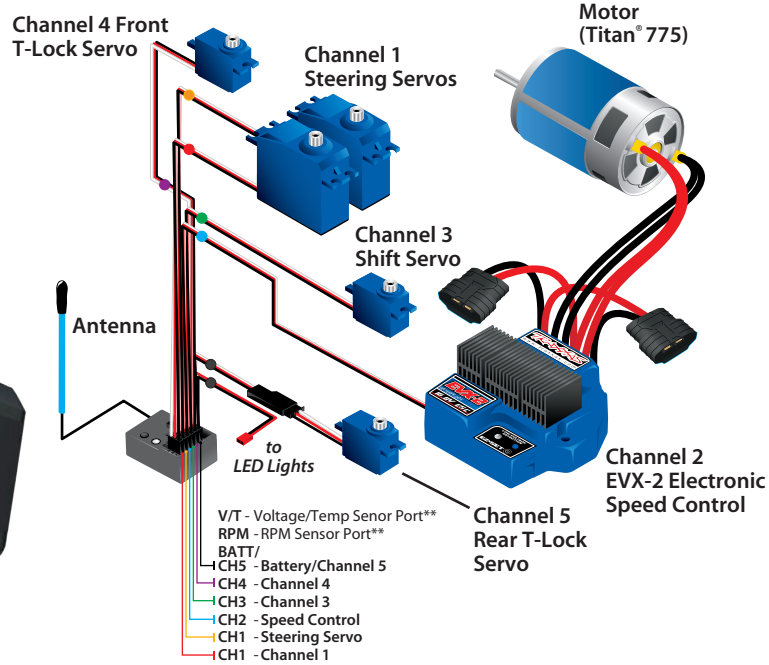 Channel 4 Front
T-Lock Servo
Channel 1
Steering Servos
Motor
(Titan® 775)
Channel 3
Shift Servo
Antenna
to
LED Lights
TRAXXAS
EVX-2
Channel 2
EVX-2 Electronic
Speed Control
Channel 5
Rear T-Lock
Servo
V/T - Voltage/Temp Senor Port**
RPM - RPM Sensor Port**
BATT/
CH5 - Battery/Channel 5
CH4 - Channel 4
CH3 - Channel 3
CH2 - Speed Control
CH1 - Steering Servo
CH1 - Channel 1